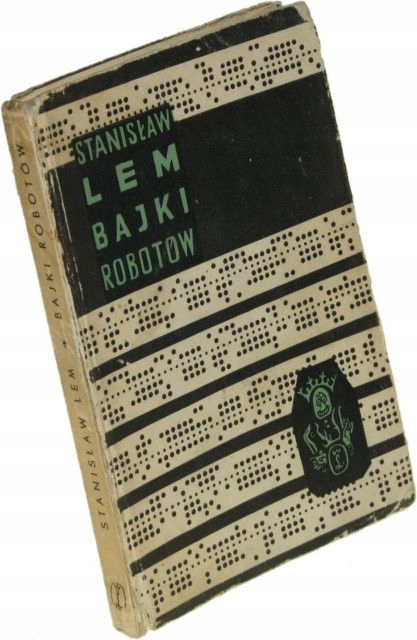 STANISŁAW
LEM
BAJKI
ROBOTÓW
STANISŁAW LEM * BAJKI ROBOTÓW